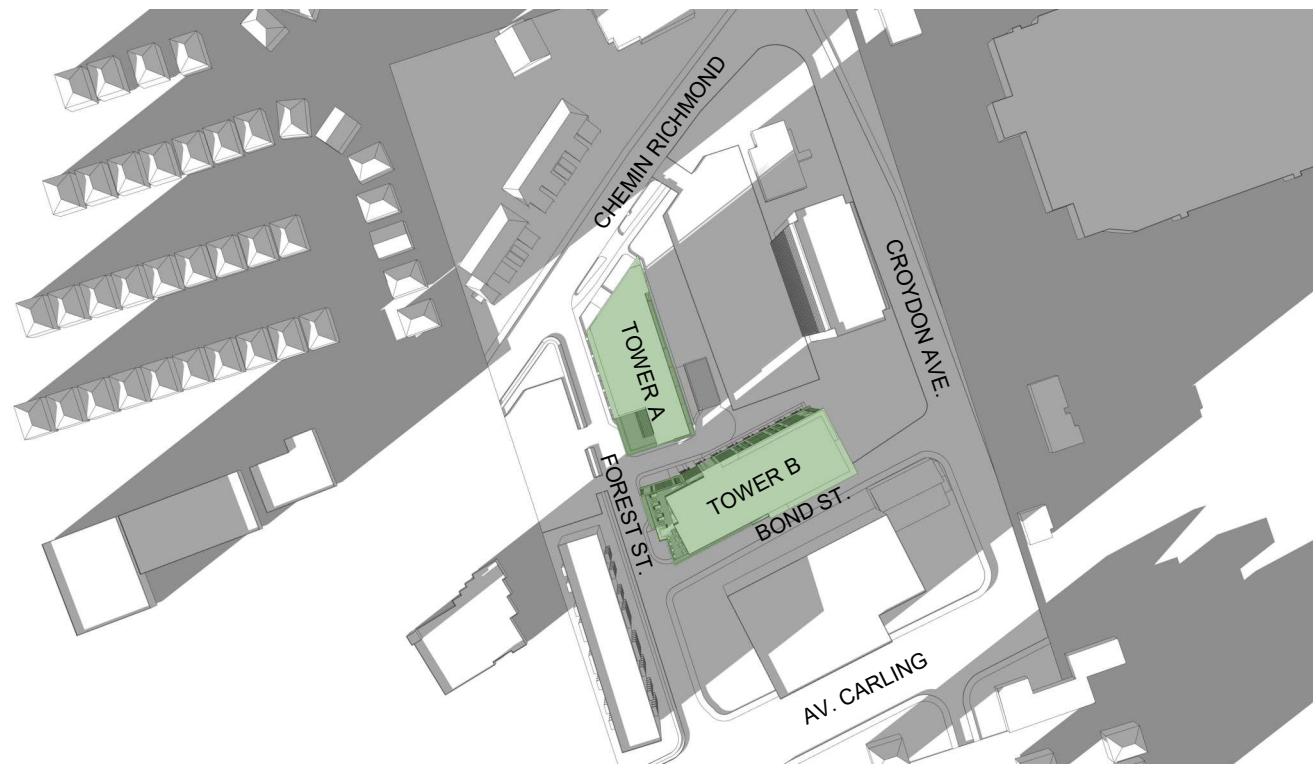 CHEMIN RICHMOND
CROYDON AVE.
TOWER A
TOWER B
FOREST ST.
BOND ST.
AV. CARLING